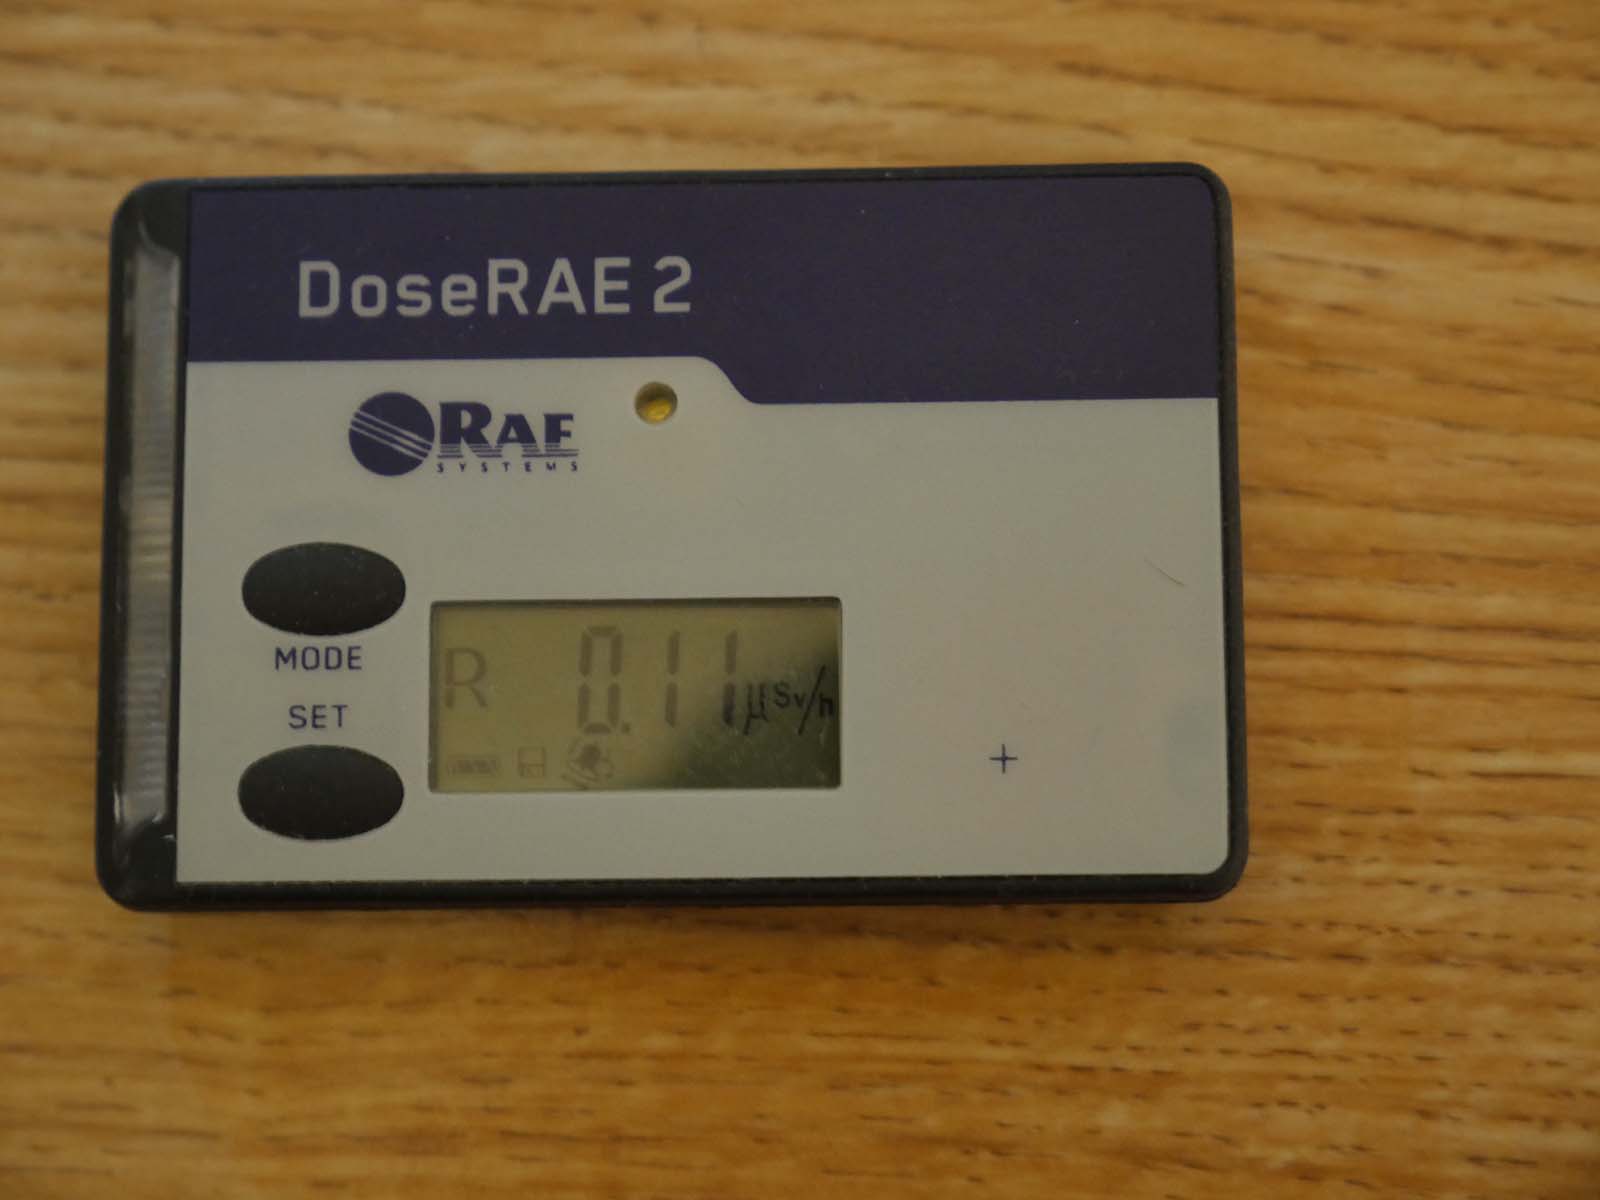 DoseRAE 2
RAE
SYSTEMS
MODE
SET
R 0.11 µSv/h
+